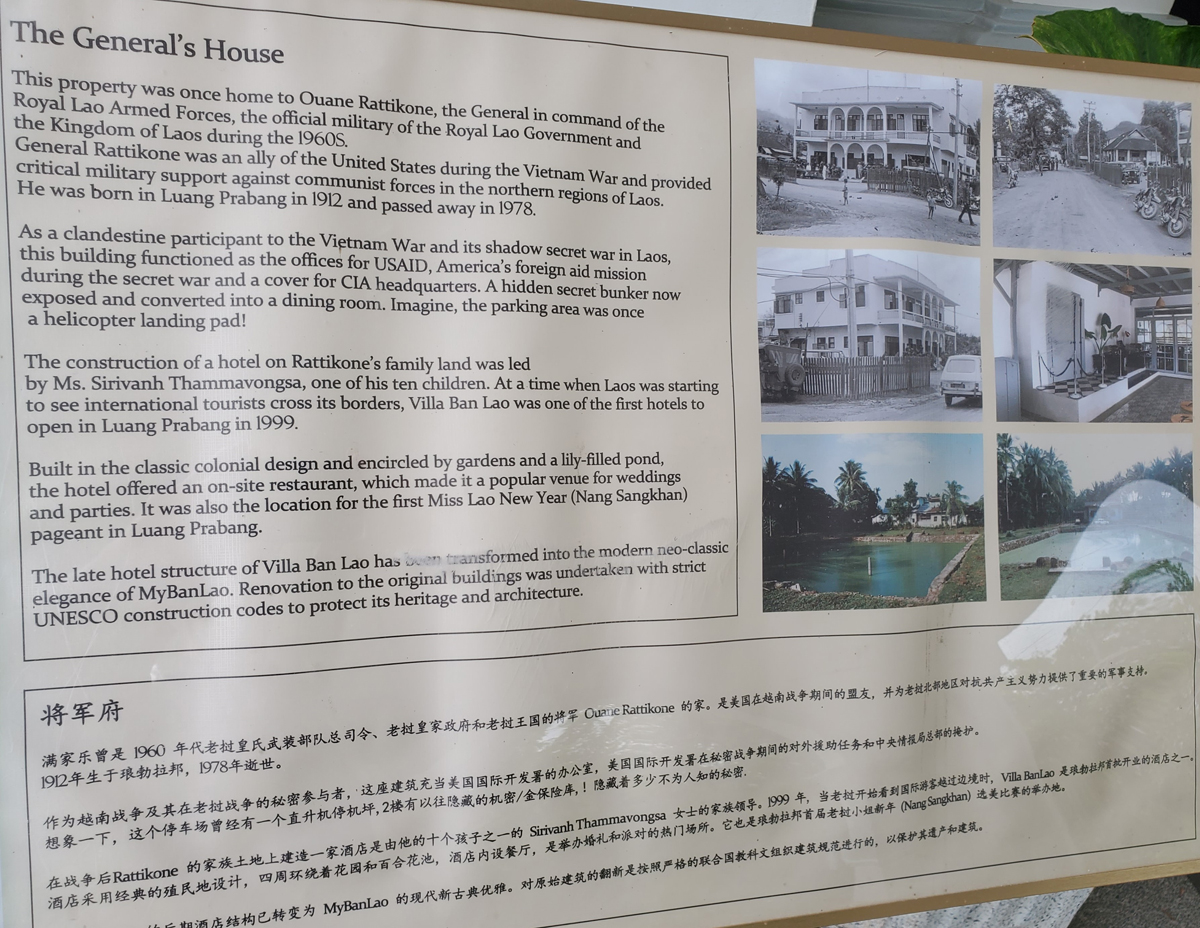 The General's House
This property was once home to Ouane Rattikone, the General in command of the
Royal Lao Armed Forces, the official military of the Royal Lao Government and
the Kingdom of Laos during the 1960S.
General Rattikone was an ally of the United States during the Vietnam War and provided
critical military support against communist forces in the northern regions of Laos.
He was born in Luang Prabang in 1912 and passed away in 1978.
As a clandestine participant to the Vietnam War and its shadow secret war in Laos,
this building functioned as the offices for USAID, America's foreign aid mission
during the secret war and a cover for CIA headquarters. A hidden secret bunker now
exposed and converted into a dining room. Imagine, the parking area was once
a helicopter landing pad!
The construction of a hotel on Rattikone's family land was led
by Ms. Sirivanh Thammavongsa, one of his ten children. At a time when Laos was starting
to see international tourists cross its borders, Villa Ban Lao was one of the first hotels to
open in Luang Prabang in 1999.
Built in the classic colonial design and encircled by gardens and a lily-filled pond,
the hotel offered an on-site restaurant, which made it a popular venue for weddings
and parties. It was also the location for the first Miss Lao New Year (Nang Sangkhan)
pageant in Luang Prabang.
The late hotel structure of Villa Ban Lao has been transformed into the modern neo-classic
elegance of MyBanLao. Renovation to the original buildings was undertaken with strict
UNESCO construction codes to protect its heritage and architecture.
将军府
满家乐曾是 1960 年代老挝皇氏武装部队总司令、老挝皇家政府和老挝王国的将军 Ouane Rattikone 的家。是美国在越南战争期间的盟友，并为老挝北部地区对抗共产主义势力提供了重要的军事支持。
1912年生于琅勃拉邦，1978年逝世。
作为越南战争及其在老挝战争的秘密参与者，这座建筑充当美国国际开发署的办公室，美国国际开发署在秘密战争期间的对外援助任务和中央情报局总部的掩护。
想象一下，这个停车场曾经有一个直升机停机坪，2楼有以往隐藏的机密/金保险库，！隐藏着多少不为人知的秘密.
在战争后Rattikone 的家族土地上建造一家酒店是由他的十个孩子之一的 Sirivanh Thammavongsa 女士的家族领导。1999 年，当老挝开始看到国际游客越过边境时，Villa BanLao 是琅勃拉邦首批开业的酒店之一。
酒店采用经典的殖民地设计，四周环绕着花园和百合花池，酒店内设餐厅，是举办婚礼和派对的热门场所。它也是琅勃拉邦首届老挝小姐新年 (Nang Sangkhan) 选美比赛的举办地。
后期酒店结构已转变为 MyBanLao 的现代新古典优雅。对原始建筑的翻新是按照严格的联合国教科文组织建筑规范进行的，以保护其遗产和建筑。